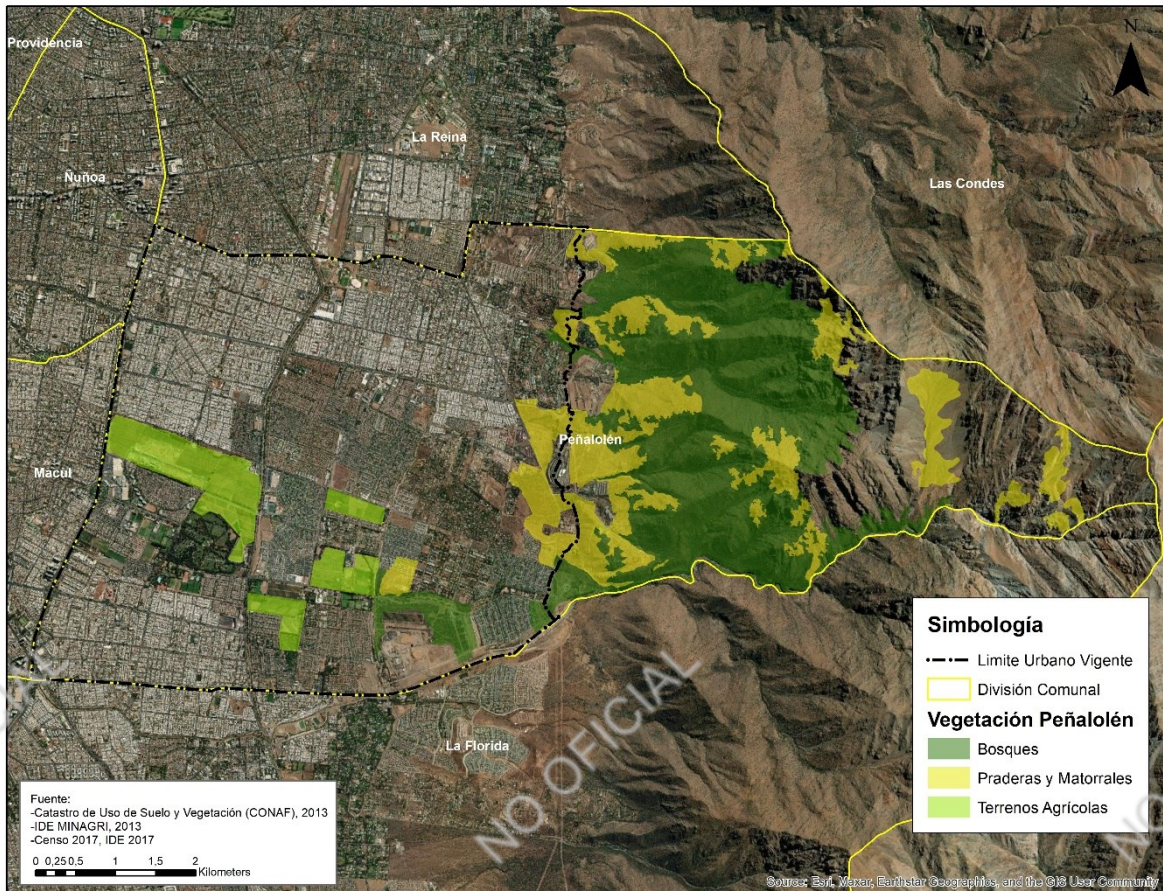 Providencia
N
La Reina
Ñuñoa
Las Condes
Peñalolén
Macul
La Florida
NO OFICIAL
Simbología
Limite Urbano Vigente
División Comunal
Vegetación Peñalolén
Bosques
Praderas y Matorrales
Terrenos Agrícolas
Fuente:
-Catastro de Uso de Suelo y Vegetación (CONAF), 2013
-IDE MINAGRI, 2013
-Censo 2017, IDE 2017
0 0,25 0,5 1 1,5 2
Kilometers
Source: Esri, Maxar, Earthstar Geographics, and the GIS User Community